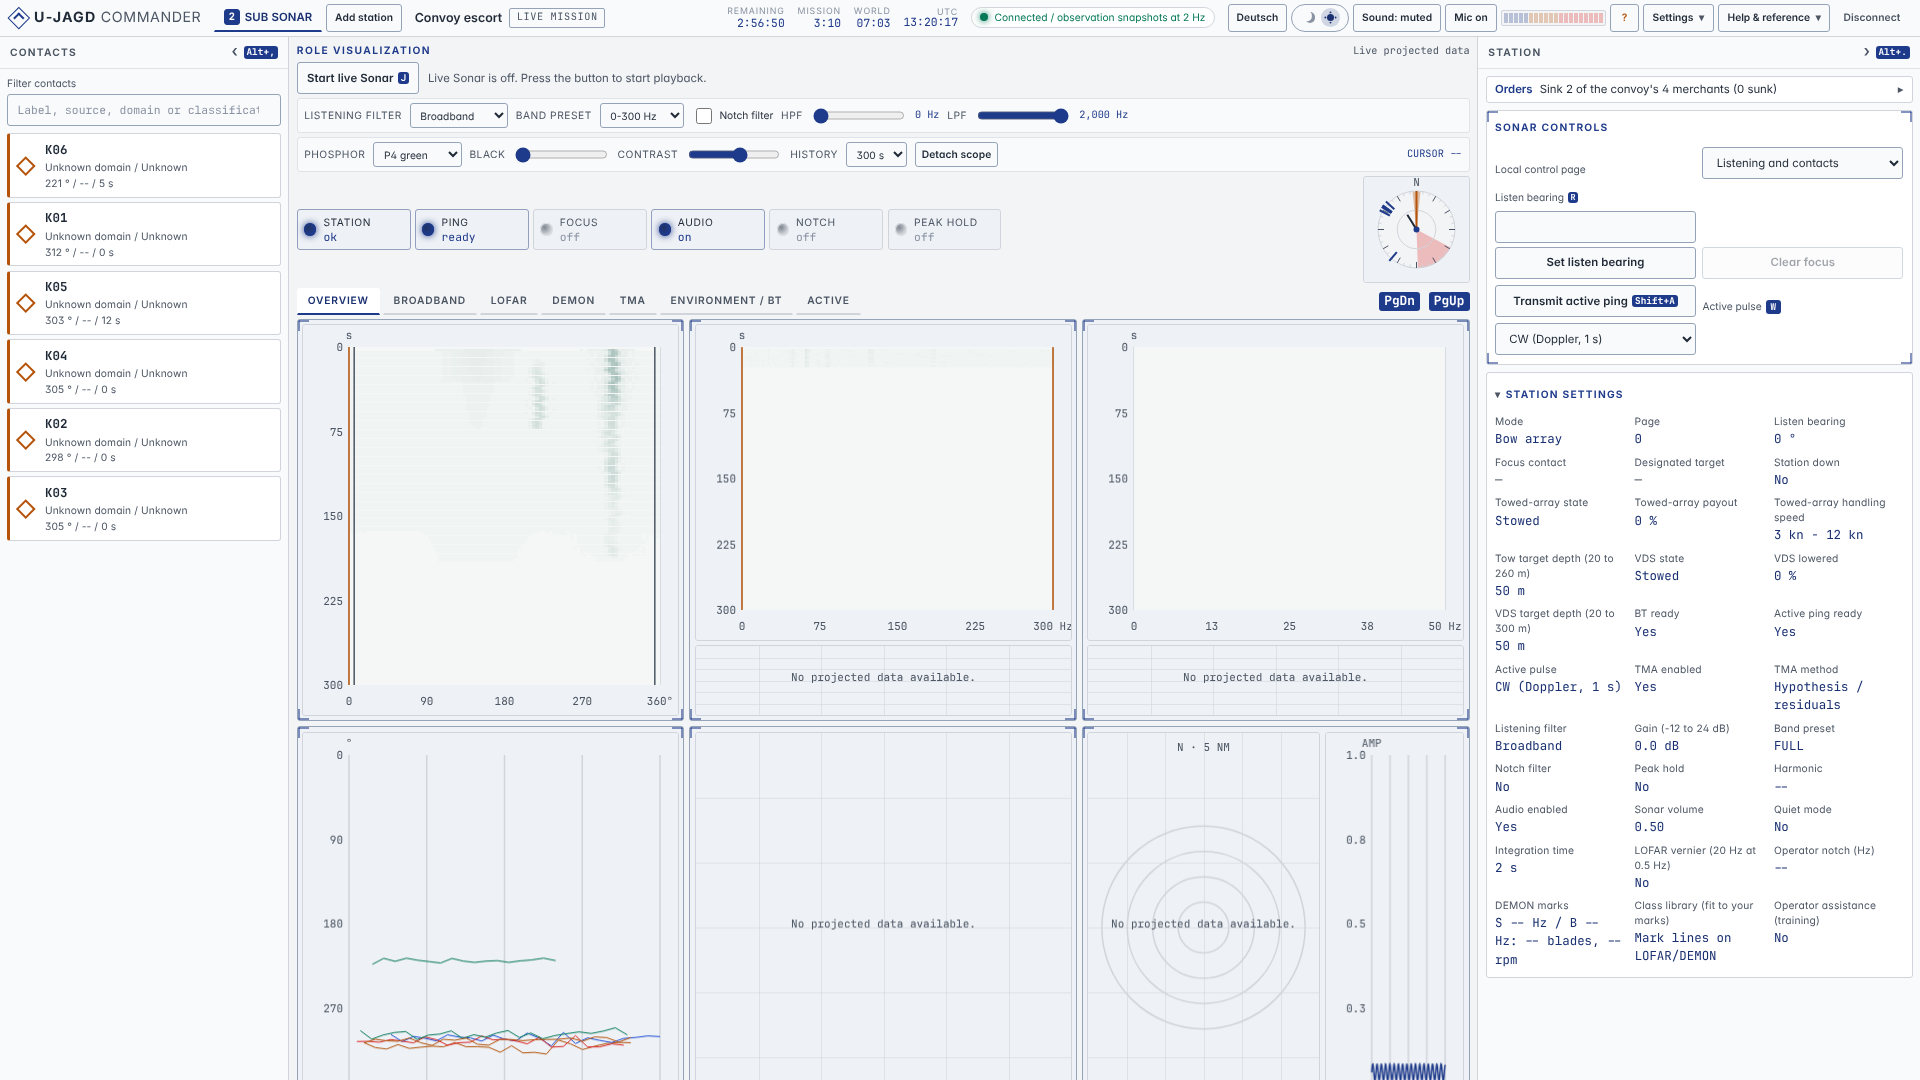 U-JAGD COMMANDER
2 SUB SONAR
Add station
Convoy escort
LIVE MISSION
REMAINING 2:56:50
MISSION 3:10
WORLD 07:03
UTC 13:20:17
Connected / observation snapshots at 2 Hz
Deutsch
Sound: muted
Mic on
?
Settings ▾
Help & reference ▾
Disconnect
CONTACTS
Alt+,
Filter contacts
Label, source, domain or classificat
K06
Unknown domain / Unknown
221 ° / -- / 5 s
K01
Unknown domain / Unknown
312 ° / -- / 0 s
K05
Unknown domain / Unknown
303 ° / -- / 12 s
K04
Unknown domain / Unknown
305 ° / -- / 0 s
K02
Unknown domain / Unknown
298 ° / -- / 0 s
K03
Unknown domain / Unknown
305 ° / -- / 0 s
ROLE VISUALIZATION
Live projected data
Start live Sonar J
Live Sonar is off. Press the button to start playback.
LISTENING FILTER Broadband BAND PRESET 0-300 Hz Notch filter HPF 0 Hz LPF 2,000 Hz
PHOSPHOR P4 green BLACK CONTRAST HISTORY 300 s Detach scope CURSOR --
STATION ok
PING ready
FOCUS off
AUDIO on
NOTCH off
PEAK HOLD off
N
OVERVIEW BROADBAND LOFAR DEMON TMA ENVIRONMENT / BT ACTIVE
PgDn PgUp
s
0
75
150
225
300
0 90 180 270 360°
s
0
75
150
225
300
0 75 150 225 300 Hz
No projected data available.
s
0
75
150
225
300
0 13 25 38 50 Hz
No projected data available.
°
0
90
180
270
No projected data available.
N · 5 NM
No projected data available.
AMP
1.0
0.8
0.5
0.3
STATION
Alt+.
Orders Sink 2 of the convoy's 4 merchants (0 sunk)
SONAR CONTROLS
Local control page
Listening and contacts
Listen bearing R
Set listen bearing
Clear focus
Transmit active ping Shift+A
Active pulse W
CW (Doppler, 1 s)
▾ STATION SETTINGS
Mode
Bow array
Page
0
Listen bearing
0 °
Focus contact
—
Designated target
—
Station down
No
Towed-array state
Stowed
Towed-array payout
0 %
Towed-array handling speed
3 kn - 12 kn
Tow target depth (20 to 260 m)
50 m
VDS state
Stowed
VDS lowered
0 %
VDS target depth (20 to 300 m)
50 m
BT ready
Yes
Active ping ready
Yes
Active pulse
CW (Doppler, 1 s)
TMA enabled
Yes
TMA method
Hypothesis / residuals
Listening filter
Broadband
Gain (-12 to 24 dB)
0.0 dB
Band preset
FULL
Notch filter
No
Peak hold
No
Harmonic
--
Audio enabled
Yes
Sonar volume
0.50
Quiet mode
No
Integration time
2 s
LOFAR vernier (20 Hz at 0.5 Hz)
No
Operator notch (Hz)
--
DEMON marks
S -- Hz / B -- Hz: -- blades, -- rpm
Class library (fit to your marks)
Mark lines on LOFAR/DEMON
Operator assistance (training)
No